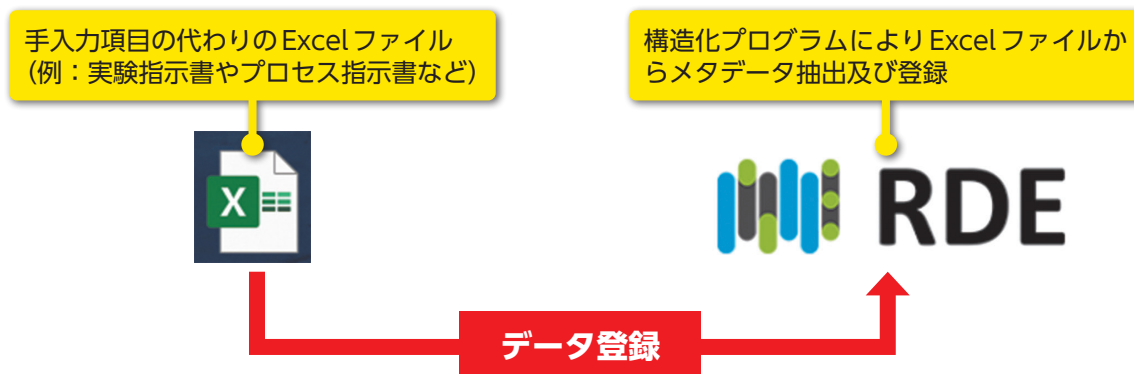 手入力項目の代わりのExcelファイル
（例：実験指示書やプロセス指示書など）
構造化プログラムによりExcelファイルか
らメタデータ抽出及び登録
X
RDE
データ登録